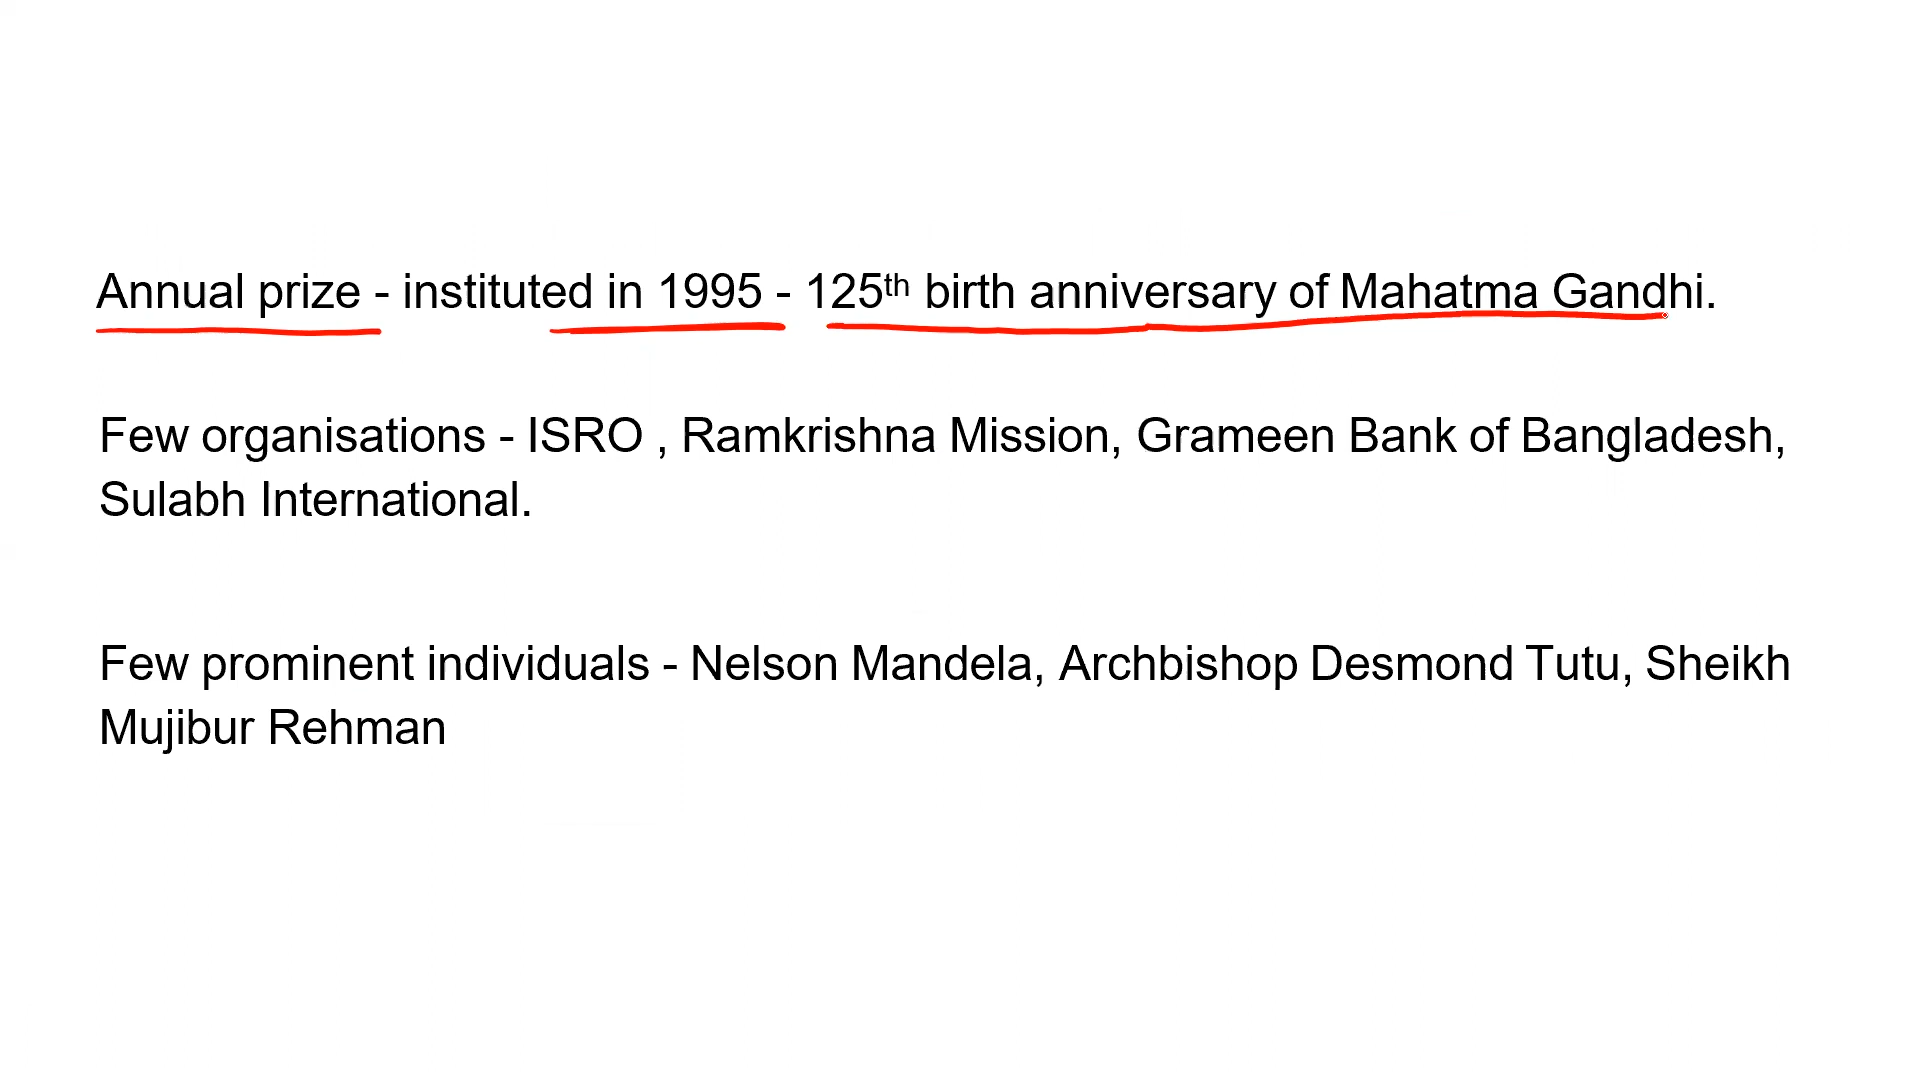 Annual prize - instituted in 1995 - 125th birth anniversary of Mahatma Gandhi.
Few organisations - ISRO , Ramkrishna Mission, Grameen Bank of Bangladesh,
Sulabh International.
Few prominent individuals - Nelson Mandela, Archbishop Desmond Tutu, Sheikh
Mujibur Rehman